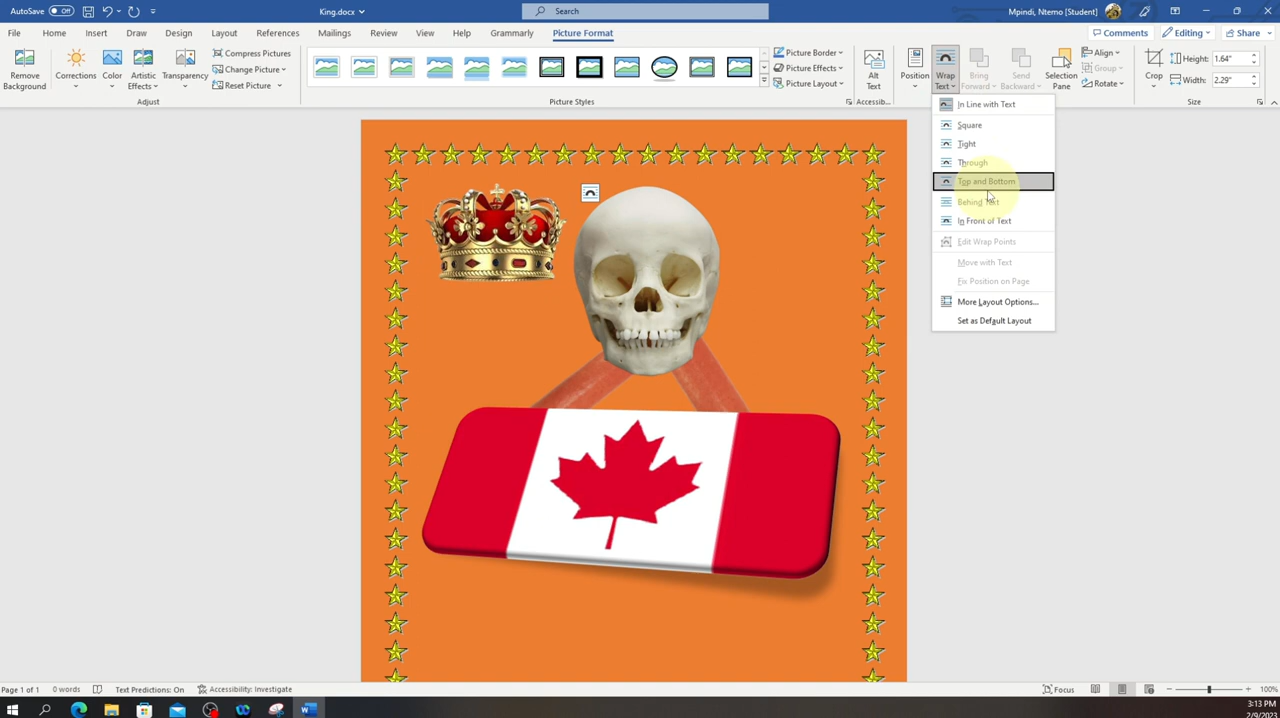 AutoSave Off King.docx Search Mpindi, Ntemo [Student]
File Home Insert Draw Design Layout References Mailings Review View Help Grammarly Picture Format Comments Editing Share
Remove Background
Corrections
Color
Artistic Effects
Transparency
Compress Pictures
Change Picture
Reset Picture
Adjust
Picture Styles
Picture Border
Picture Effects
Picture Layout
Alt Text
Accessib...
Position
Wrap Text
Bring Forward
Send Backward
Selection Pane
Align
Group
Rotate
Crop
Height: 1.64"
Width: 2.29"
Size
In Line with Text
Square
Tight
Through
Top and Bottom
Behind Text
In Front of Text
Edit Wrap Points
Move with Text
Fix Position on Page
More Layout Options...
Set as Default Layout
Page 1 of 1 0 words Text Predictions: On Accessibility: Investigate Focus 100%
3:13 PM
2/9/2023